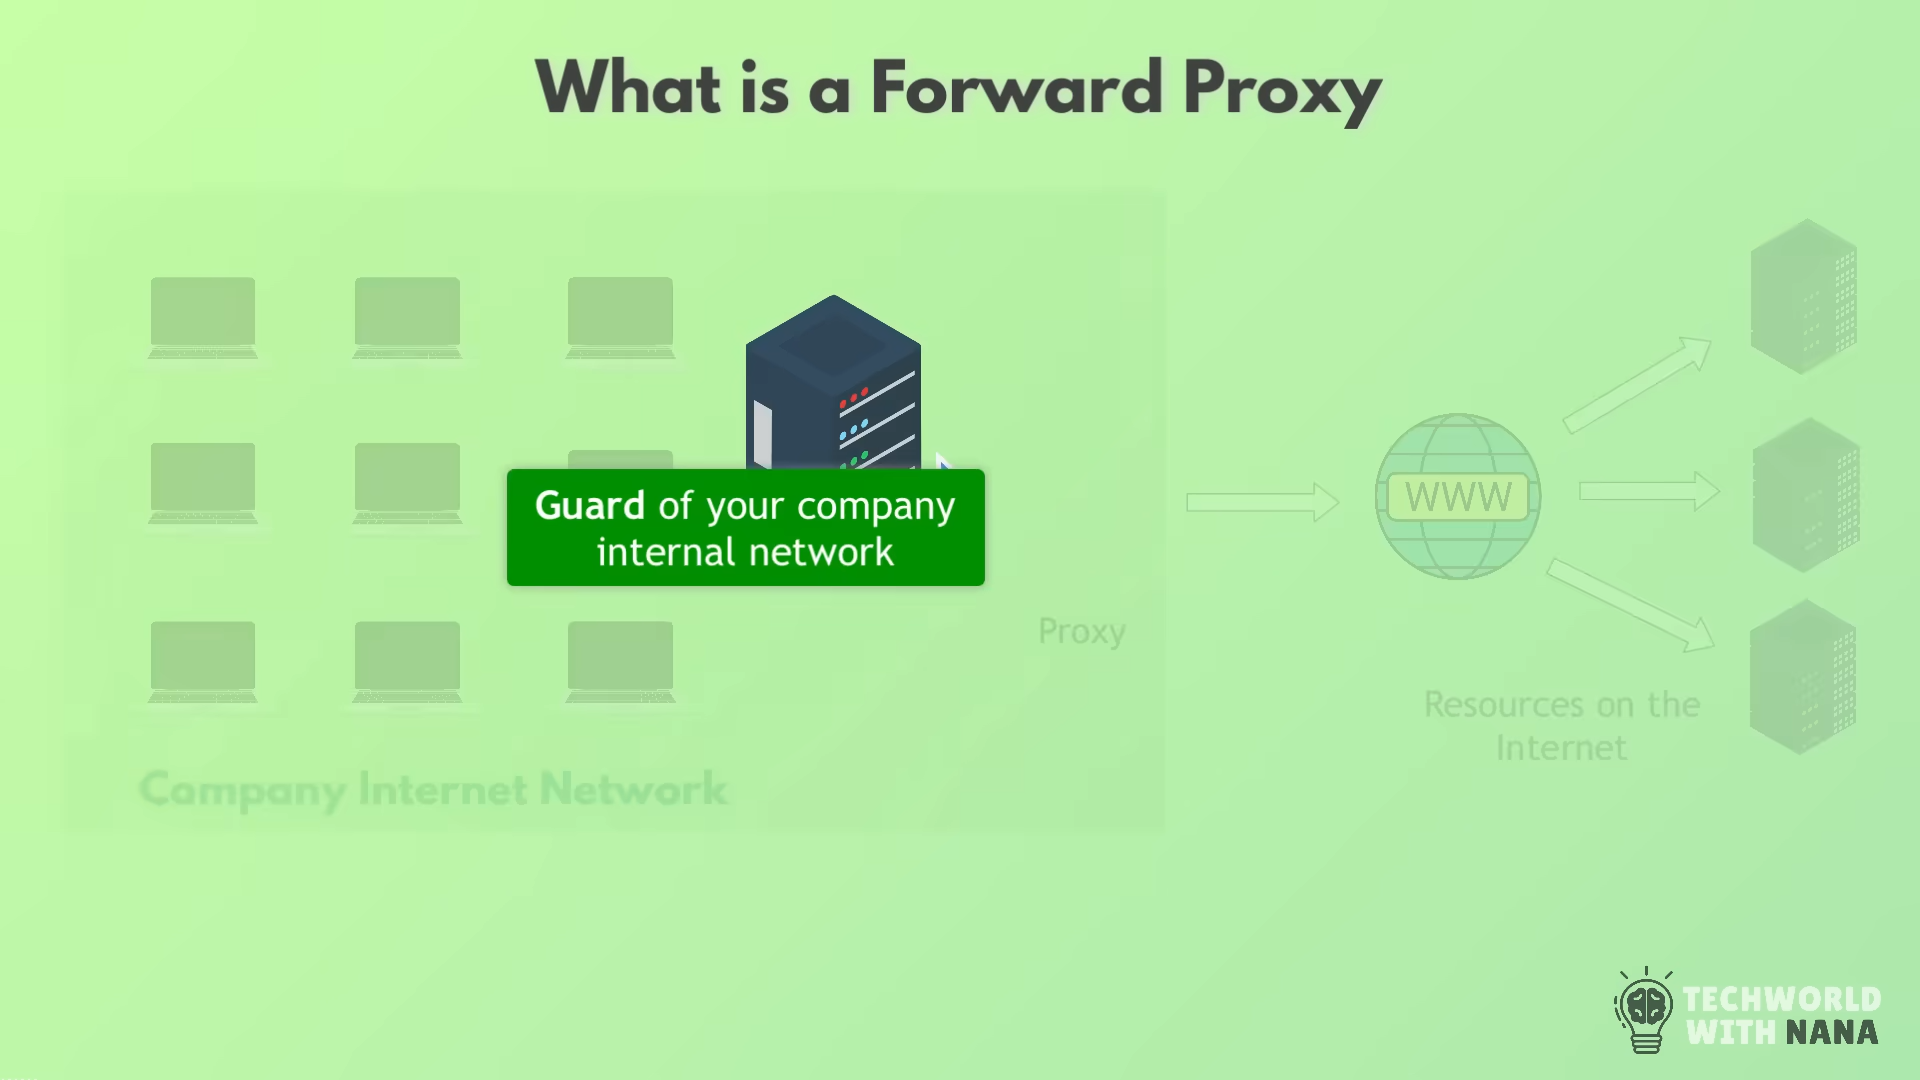 What is a Forward Proxy
Guard of your company
internal network
Proxy
WWW
Resources on the
Internet
Company Internet Network
TECHWORLD
WITH NANA